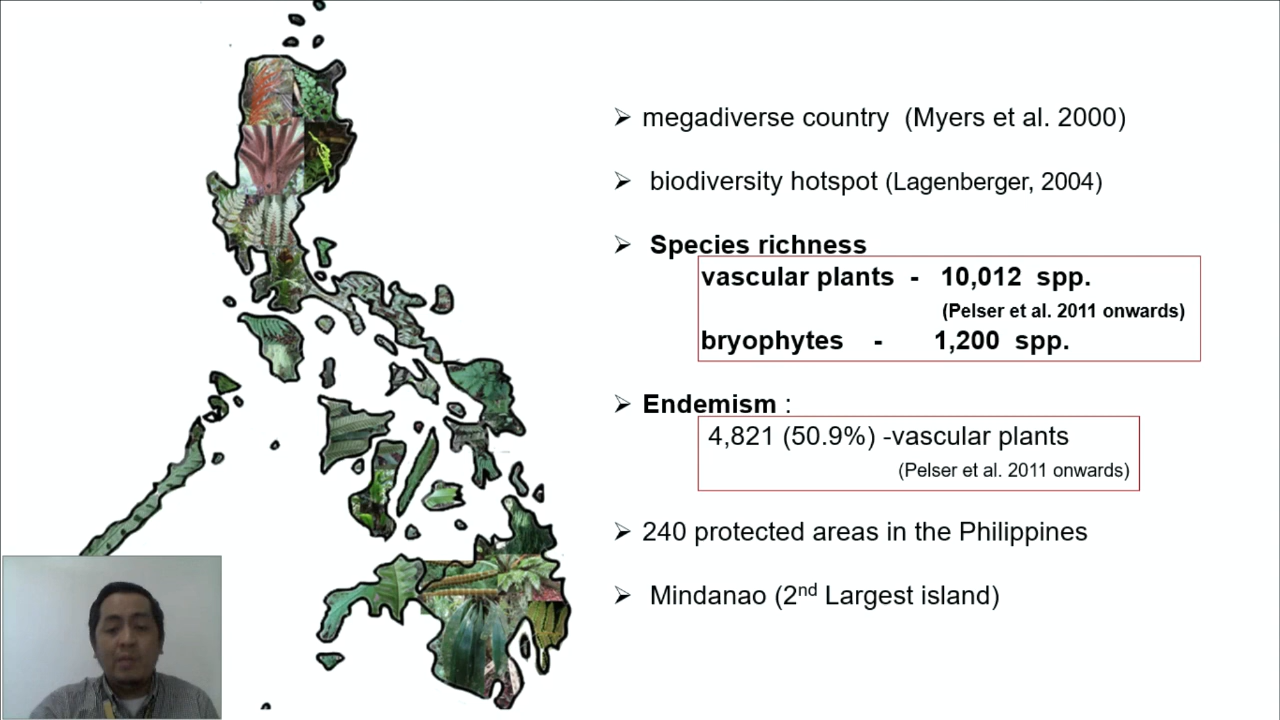 megadiverse country (Myers et al. 2000)
biodiversity hotspot (Lagenberger, 2004)
Species richness
vascular plants - 10,012 spp.
(Pelser et al. 2011 onwards)
bryophytes - 1,200 spp.
Endemism :
4,821 (50.9%) -vascular plants
(Pelser et al. 2011 onwards)
240 protected areas in the Philippines
Mindanao (2nd Largest island)